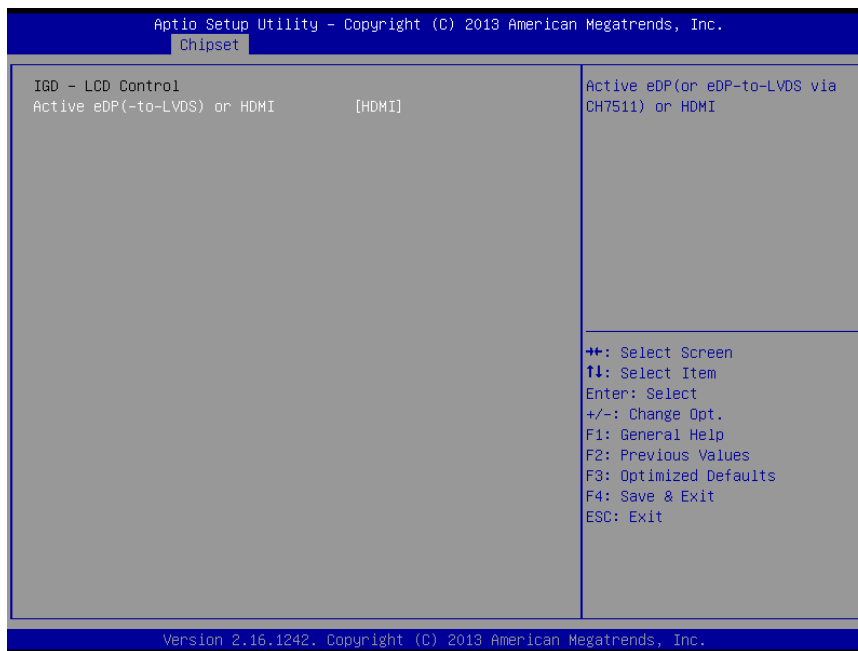 Aptio Setup Utility – Copyright (C) 2013 American Megatrends, Inc.
Chipset
IGD – LCD Control
Active eDP(-to-LVDS) or HDMI [HDMI]
Active eDP(or eDP-to-LVDS via
CH7511) or HDMI
→←: Select Screen
↑↓: Select Item
Enter: Select
+/-: Change Opt.
F1: General Help
F2: Previous Values
F3: Optimized Defaults
F4: Save & Exit
ESC: Exit
Version 2.16.1242. Copyright (C) 2013 American Megatrends, Inc.